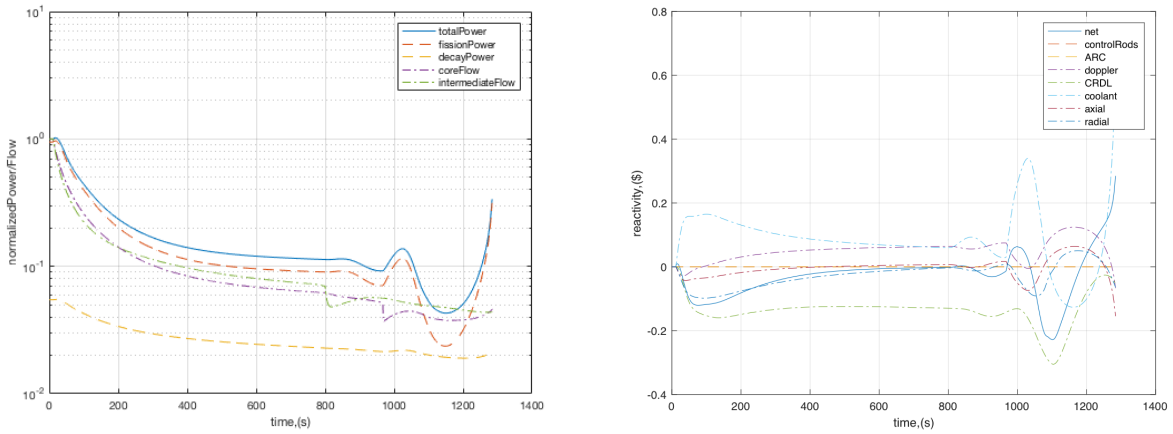 10^1
10^0
10^-1
10^-2
normalizedPower/Flow
0 200 400 600 800 1000 1200 1400
time,(s)
totalPower
fissionPower
decayPower
coreFlow
intermediateFlow
0.8
0.6
0.4
0.2
0
-0.2
-0.4
reactivity,($)
0 200 400 600 800 1000 1200 1400
time,(s)
net
controlRods
ARC
doppler
CRDL
coolant
axial
radial